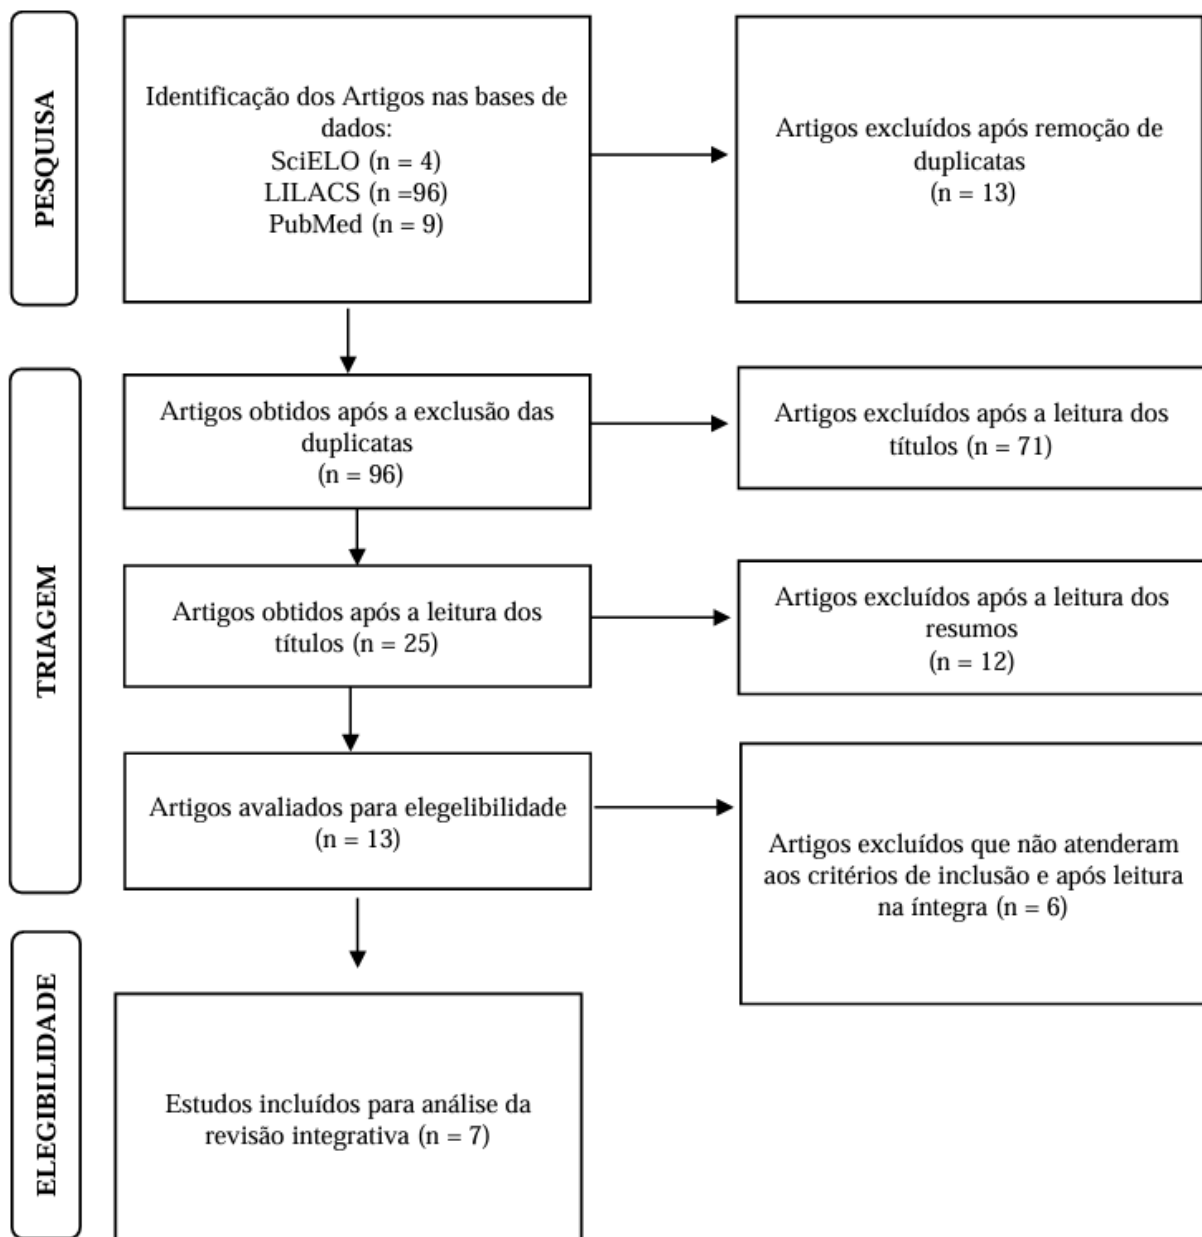 PESQUISA
Identificação dos Artigos nas bases de
dados:
SciELO (n = 4)
LILACS (n =96)
PubMed (n = 9)
Artigos excluídos após remoção de
duplicatas
(n = 13)
TRIAGEM
Artigos obtidos após a exclusão das
duplicatas
(n = 96)
Artigos excluídos após a leitura dos
títulos (n = 71)
Artigos obtidos após a leitura dos
títulos (n = 25)
Artigos excluídos após a leitura dos
resumos
(n = 12)
Artigos avaliados para elegelibilidade
(n = 13)
Artigos excluídos que não atenderam
aos critérios de inclusão e após leitura
na íntegra (n = 6)
ELEGIBILIDADE
Estudos incluídos para análise da
revisão integrativa (n = 7)